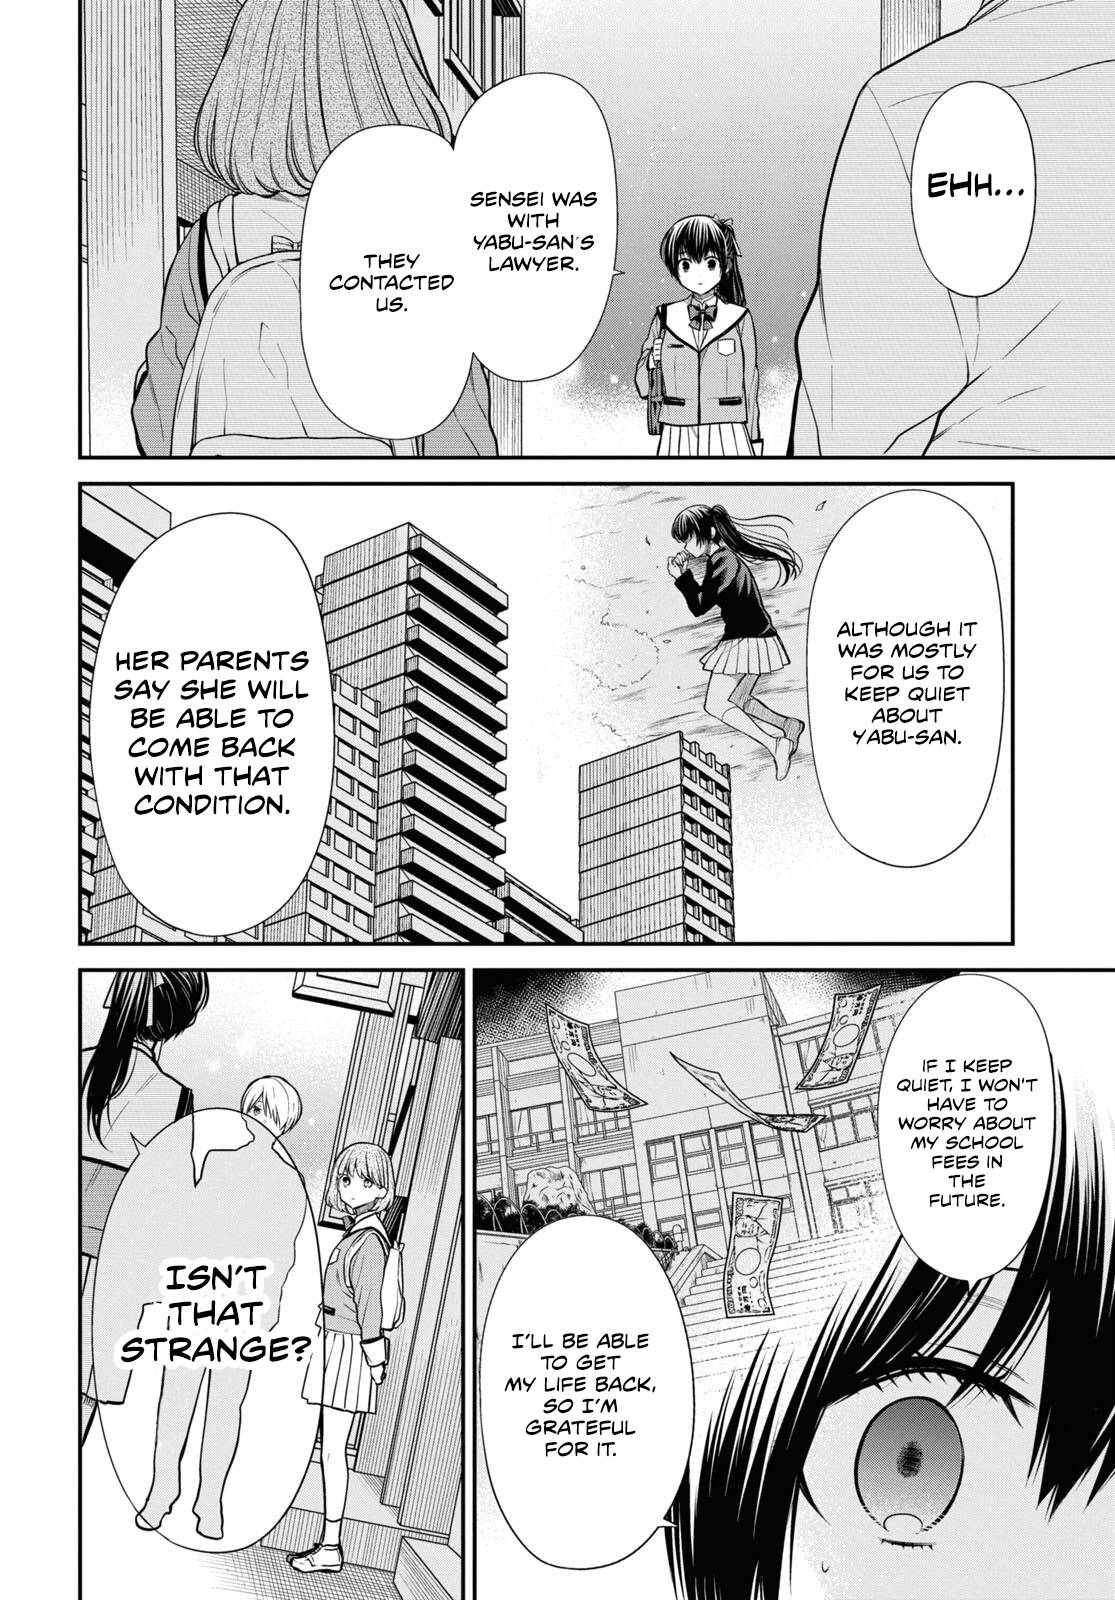 EHH...
SENSEI WAS
WITH
YABU-SAN'S
LAWYER.
THEY
CONTACTED
US.
ALTHOUGH IT
WAS MOSTLY
FOR US TO
KEEP QUIET
ABOUT
YABU-SAN.
HER PARENTS
SAY SHE WILL
BE ABLE TO
COME BACK
WITH THAT
CONDITION.
IF I KEEP
QUIET, I WON'T
HAVE TO
WORRY ABOUT
MY SCHOOL
FEES IN
THE
FUTURE.
I'LL BE ABLE
TO GET
MY LIFE BACK,
SO I'M
GRATEFUL
FOR IT.
ISN'T
THAT
STRANGE?